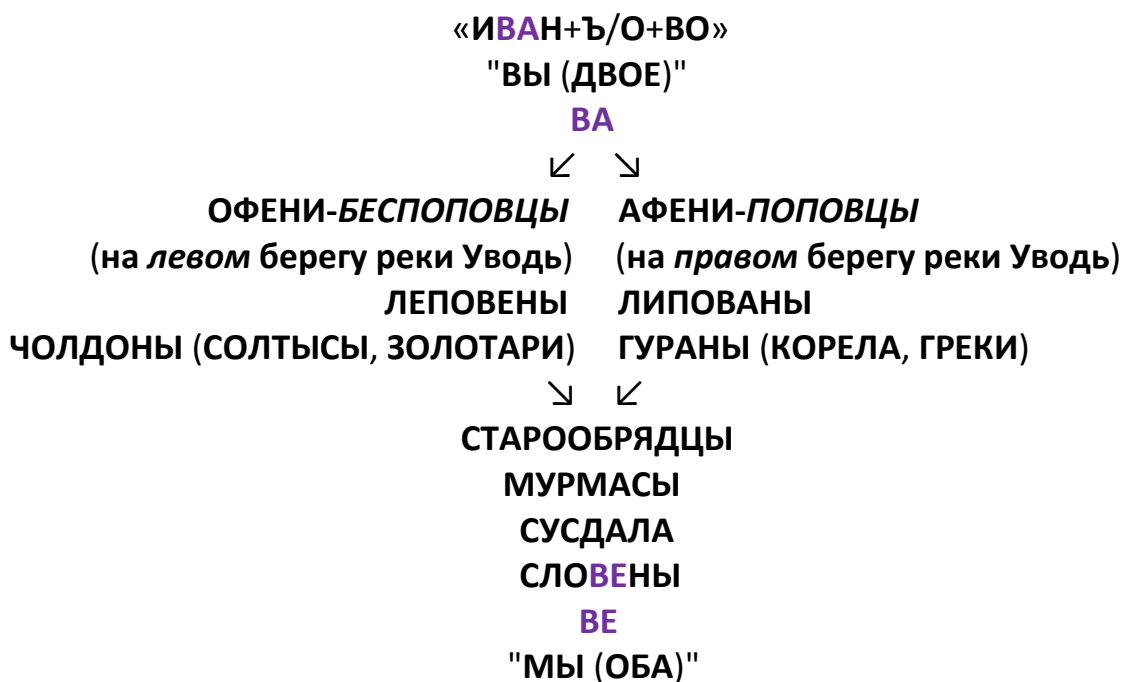 «ИВАН+Ъ/О+ВО»
"ВЫ (ДВОЕ)"
ВА
↙ ↘
ОФЕНИ-БЕСПОПОВЦЫ АФЕНИ-ПОПОВЦЫ
(на левом берегу реки Уводь) (на правом берегу реки Уводь)
ЛЕПОВЕНЫ ЛИПОВАНЫ
ЧОЛДОНЫ (СОЛТЫСЫ, ЗОЛОТАРИ) ГУРАНЫ (КОРЕЛА, ГРЕКИ)
↘ ↙
СТАРООБРЯДЦЫ
МУРМАСЫ
СУСДАЛА
СЛОВЕНЫ
ВЕ
"МЫ (ОБА)"